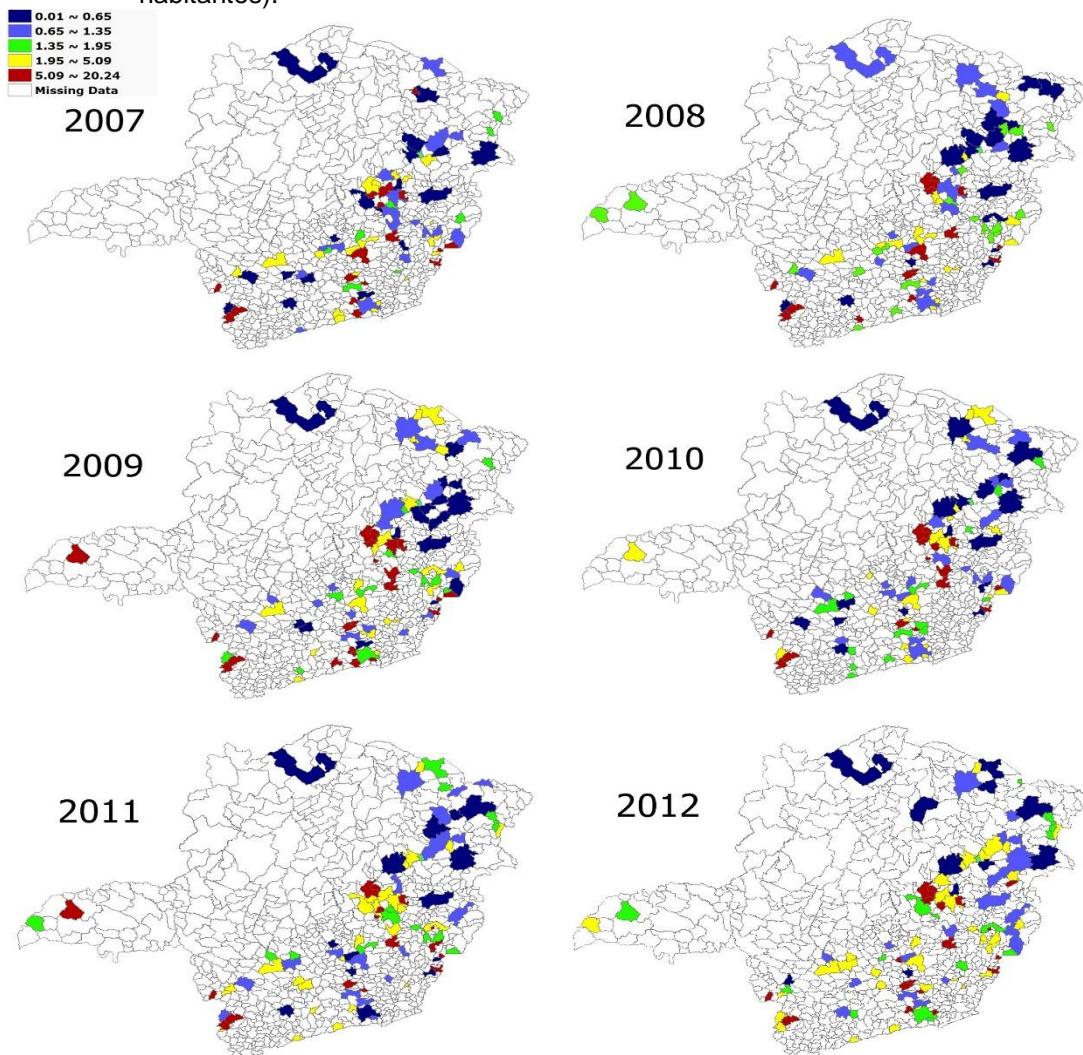 habitantes).
0.01 ~ 0.65
0.65 ~ 1.35
1.35 ~ 1.95
1.95 ~ 5.09
5.09 ~ 20.24
Missing Data
2007
2008
2009
2010
2011
2012